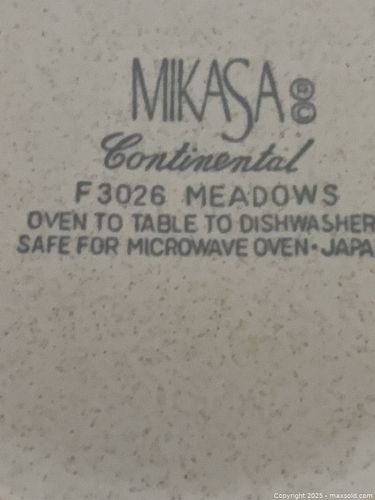 MIKASA ® ©
Continental
F3026 MEADOWS
OVEN TO TABLE TO DISHWASHER
SAFE FOR MICROWAVE OVEN • JAPA
Copyright 2025 - maxsold.com